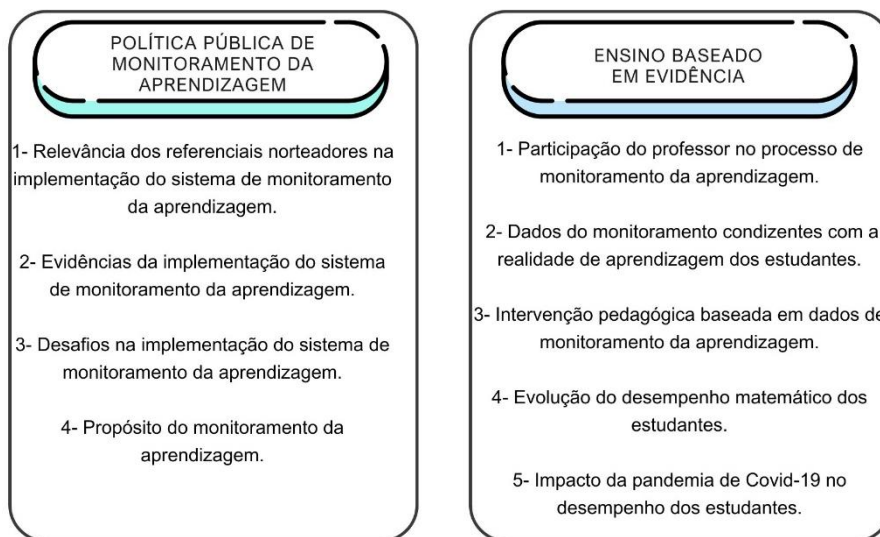 POLÍTICA PÚBLICA DE
MONITORAMENTO DA
APRENDIZAGEM
1- Relevância dos referenciais norteadores na
implementação do sistema de monitoramento
da aprendizagem.
2- Evidências da implementação do sistema
de monitoramento da aprendizagem.
3- Desafios na implementação do sistema de
monitoramento da aprendizagem.
4- Propósito do monitoramento da
aprendizagem.
ENSINO BASEADO
EM EVIDÊNCIA
1- Participação do professor no processo de
monitoramento da aprendizagem.
2- Dados do monitoramento condizentes com a
realidade de aprendizagem dos estudantes.
3- Intervenção pedagógica baseada em dados de
monitoramento da aprendizagem.
4- Evolução do desempenho matemático dos
estudantes.
5- Impacto da pandemia de Covid-19 no
desempenho dos estudantes.